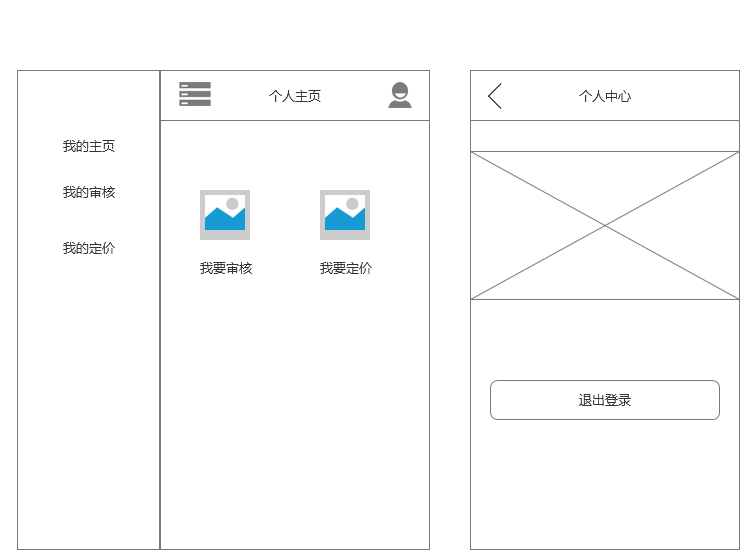 我的主页
我的审核
我的定价
个人主页
我要审核
我要定价
个人中心
退出登录